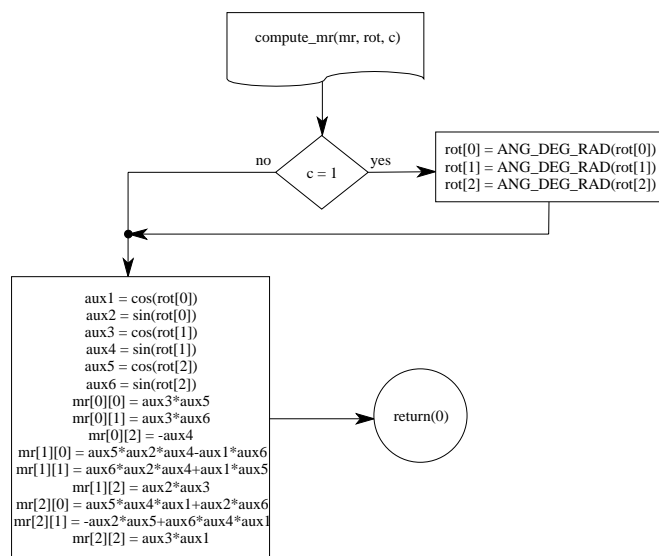 compute_mr(mr, rot, c)
no
yes
c = 1
rot[0] = ANG_DEG_RAD(rot[0])
rot[1] = ANG_DEG_RAD(rot[1])
rot[2] = ANG_DEG_RAD(rot[2])
aux1 = cos(rot[0])
aux2 = sin(rot[0])
aux3 = cos(rot[1])
aux4 = sin(rot[1])
aux5 = cos(rot[2])
aux6 = sin(rot[2])
mr[0][0] = aux3*aux5
mr[0][1] = aux3*aux6
mr[0][2] = -aux4
mr[1][0] = aux5*aux2*aux4-aux1*aux6
mr[1][1] = aux6*aux2*aux4+aux1*aux5
mr[1][2] = aux2*aux3
mr[2][0] = aux5*aux4*aux1+aux2*aux6
mr[2][1] = -aux2*aux5+aux6*aux4*aux1
mr[2][2] = aux3*aux1
return(0)